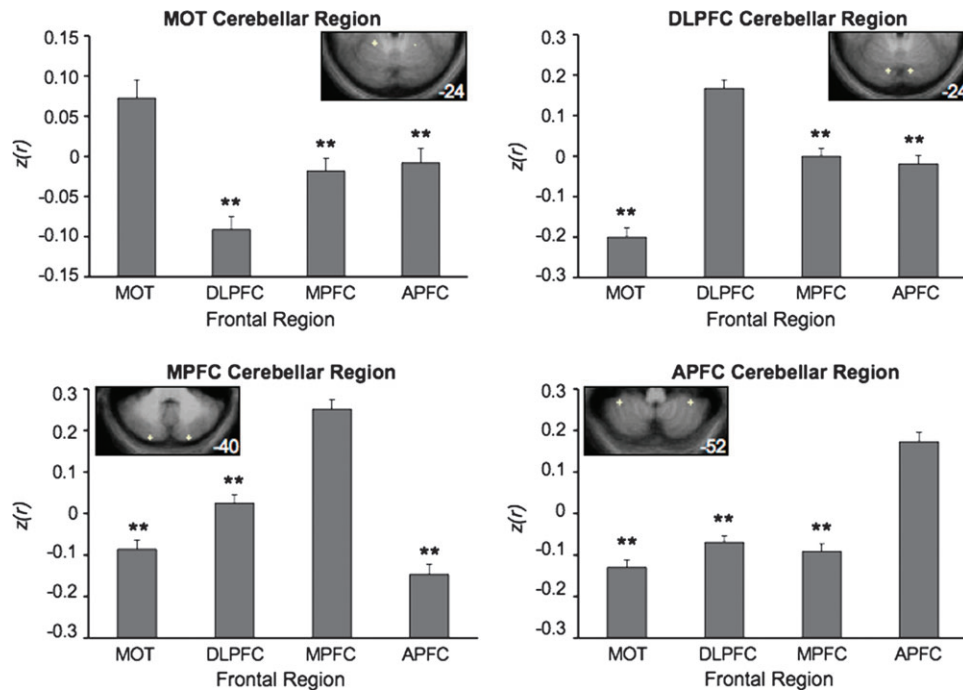 MOT Cerebellar Region
0.15
0.10
0.05
0
-0.05
-0.10
-0.15
z(r)
-24
**
**
**
MOT DLPFC MPFC APFC
Frontal Region
DLPFC Cerebellar Region
0.3
0.2
0.1
0
-0.1
-0.2
-0.3
z(r)
-24
**
**
**
MOT DLPFC MPFC APFC
Frontal Region
MPFC Cerebellar Region
0.3
0.2
0.1
0
-0.1
-0.2
-0.3
z(r)
-40
**
**
**
MOT DLPFC MPFC APFC
Frontal Region
APFC Cerebellar Region
0.3
0.2
0.1
0
-0.1
-0.2
-0.3
z(r)
-52
**
**
**
MOT DLPFC MPFC APFC
Frontal Region